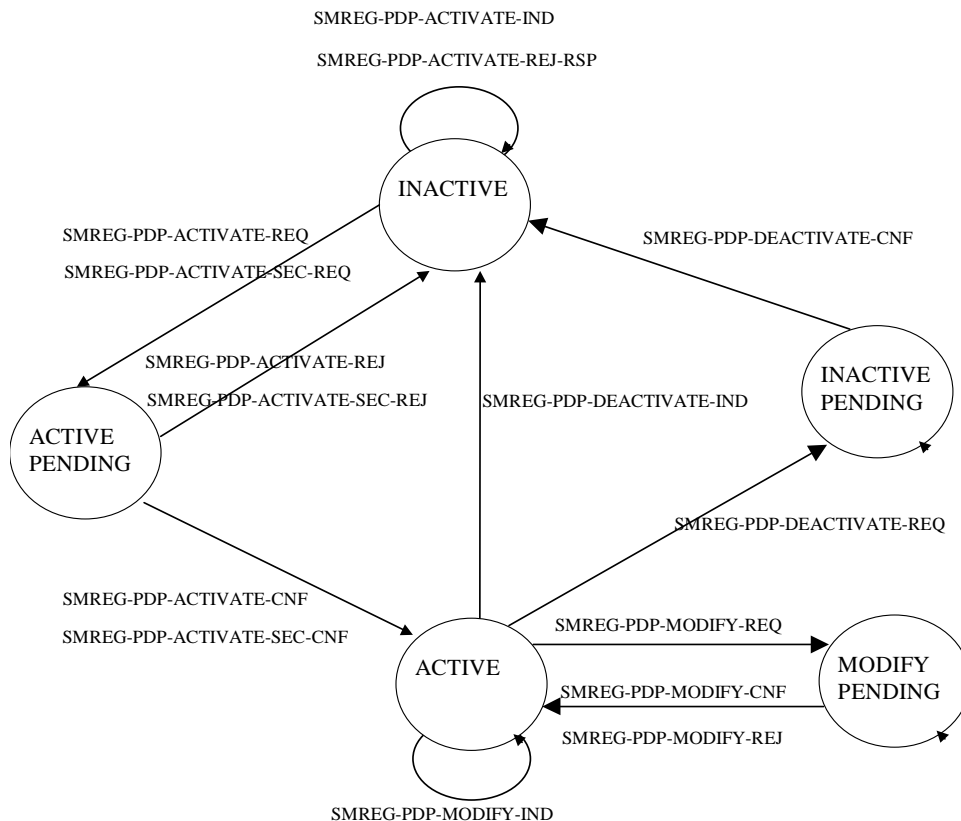 SMREG-PDP-ACTIVATE-IND
SMREG-PDP-ACTIVATE-REJ-RSP
INACTIVE
SMREG-PDP-ACTIVATE-REQ
SMREG-PDP-ACTIVATE-SEC-REQ
SMREG-PDP-DEACTIVATE-CNF
SMREG-PDP-ACTIVATE-REJ
SMREG-PDP-ACTIVATE-SEC-REJ
SMREG-PDP-DEACTIVATE-IND
INACTIVE
PENDING
ACTIVE
PENDING
SMREG-PDP-DEACTIVATE-REQ
SMREG-PDP-ACTIVATE-CNF
SMREG-PDP-ACTIVATE-SEC-CNF
ACTIVE
SMREG-PDP-MODIFY-REQ
SMREG-PDP-MODIFY-CNF
SMREG-PDP-MODIFY-REJ
MODIFY
PENDING
SMREG-PDP-MODIFY-IND